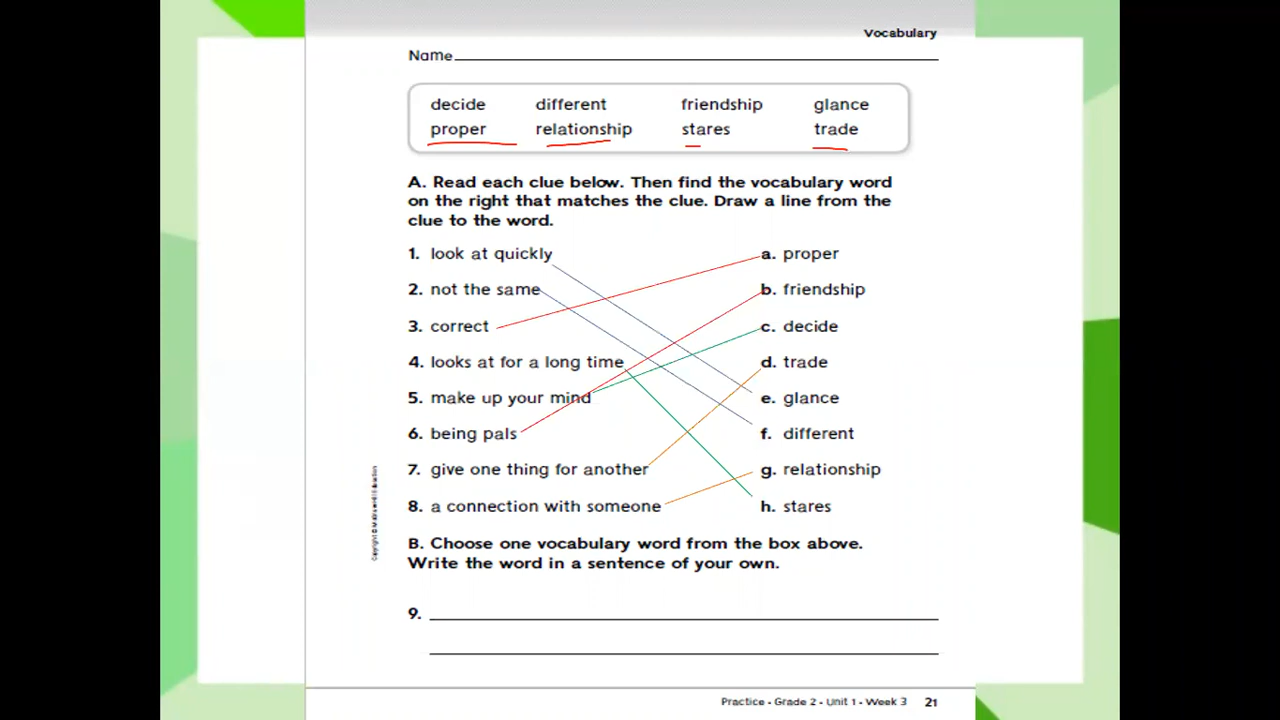 Vocabulary
Name
decide different friendship glance
proper relationship stares trade
A. Read each clue below. Then find the vocabulary word
on the right that matches the clue. Draw a line from the
clue to the word.
1. look at quickly a. proper
2. not the same b. friendship
3. correct c. decide
4. looks at for a long time d. trade
5. make up your mind e. glance
6. being pals f. different
7. give one thing for another g. relationship
8. a connection with someone h. stares
B. Choose one vocabulary word from the box above.
Write the word in a sentence of your own.
9.
Copyright © McGraw-Hill Education
Practice • Grade 2 • Unit 1 • Week 3 21